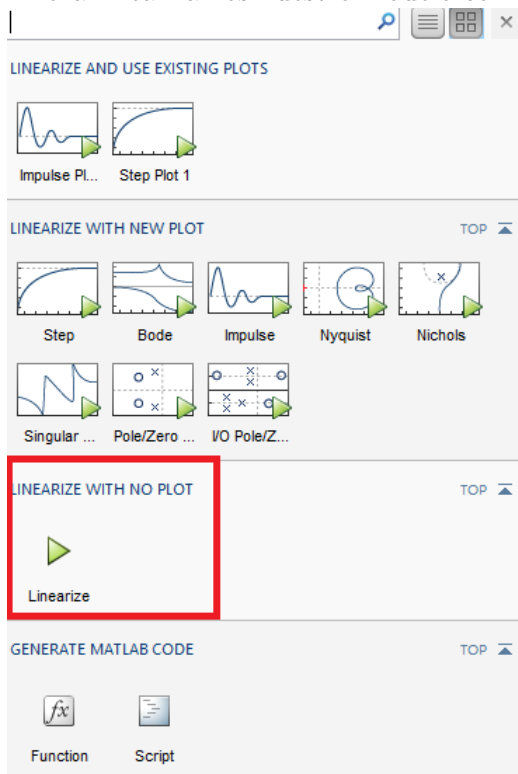 LINEARIZE AND USE EXISTING PLOTS
Impulse Pl... Step Plot 1
LINEARIZE WITH NEW PLOT TOP
Step Bode Impulse Nyquist Nichols
Singular ... Pole/Zero ... I/O Pole/Z...
LINEARIZE WITH NO PLOT TOP
Linearize
GENERATE MATLAB CODE TOP
fx
Function Script